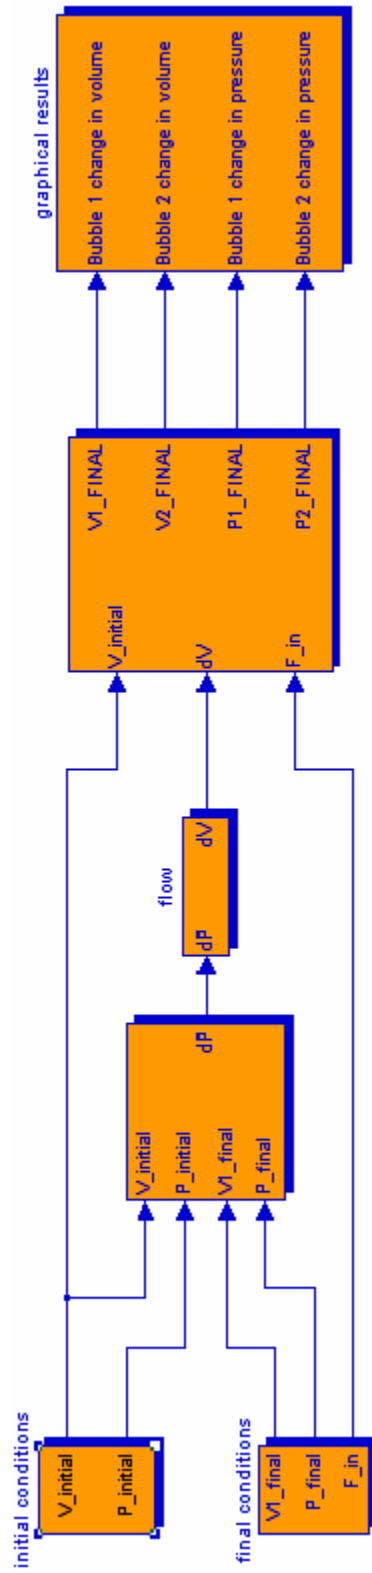 initial conditions
V_initial
P_initial
final conditions
V1_final
P_final
F_in
V_initial
P_initial
V1_final
P_final
dP
flow
dP
dV
V_initial
dV
F_in
V1_FINAL
V2_FINAL
P1_FINAL
P2_FINAL
graphical results
Bubble 1 change in volume
Bubble 2 change in volume
Bubble 1 change in pressure
Bubble 2 change in pressure